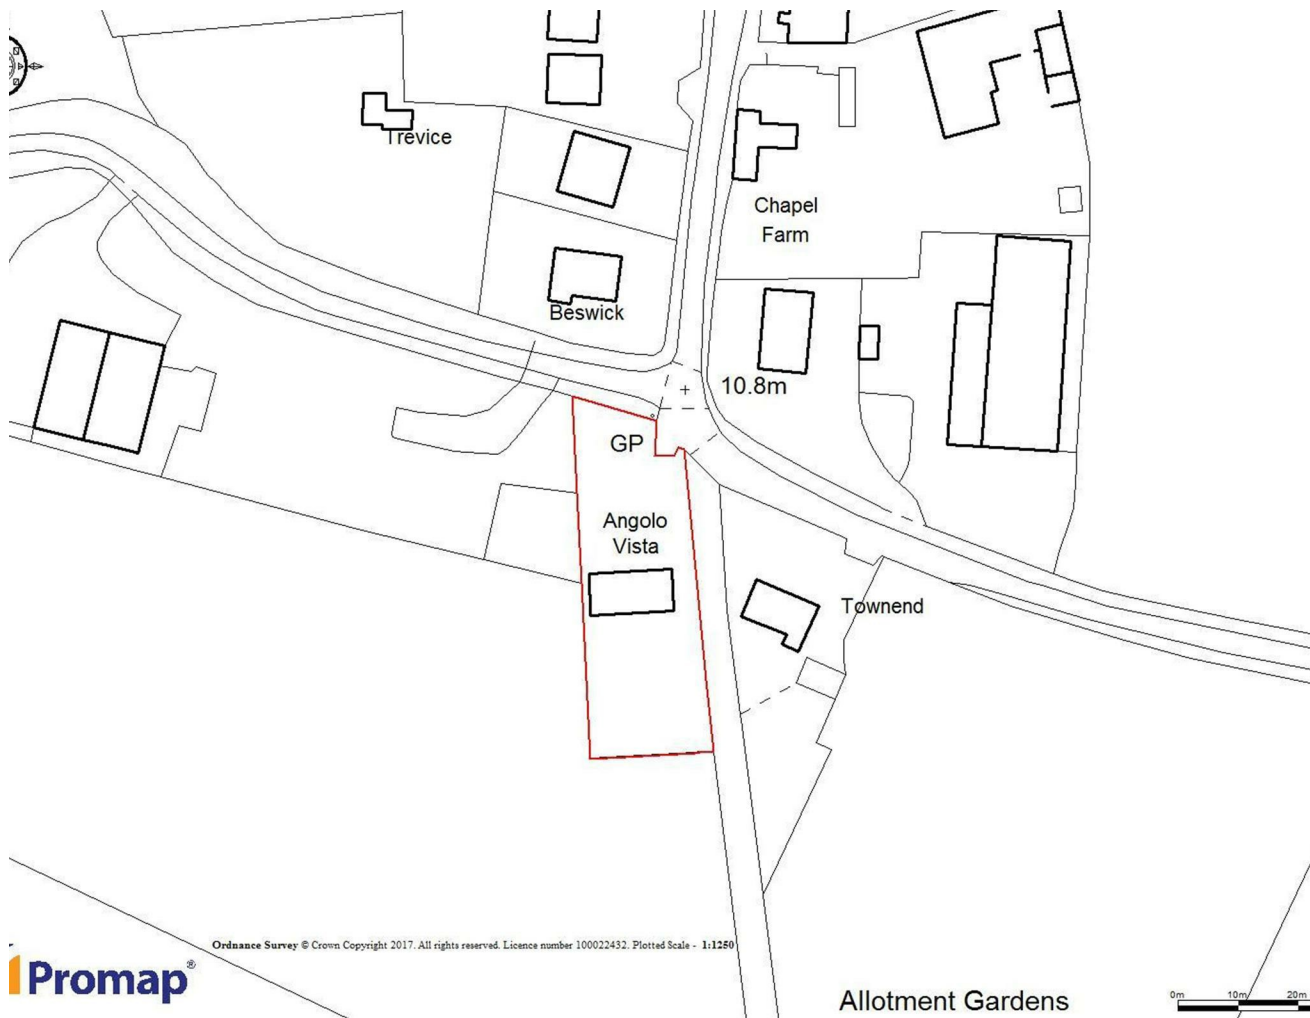 Trevice
Chapel
Farm
Beswick
10.8m
GP
Angolo
Vista
Townend
Ordnance Survey © Crown Copyright 2017. All rights reserved. Licence number 100022432. Plotted Scale - 1:1250
Promap®
Allotment Gardens
0m 10m 20m